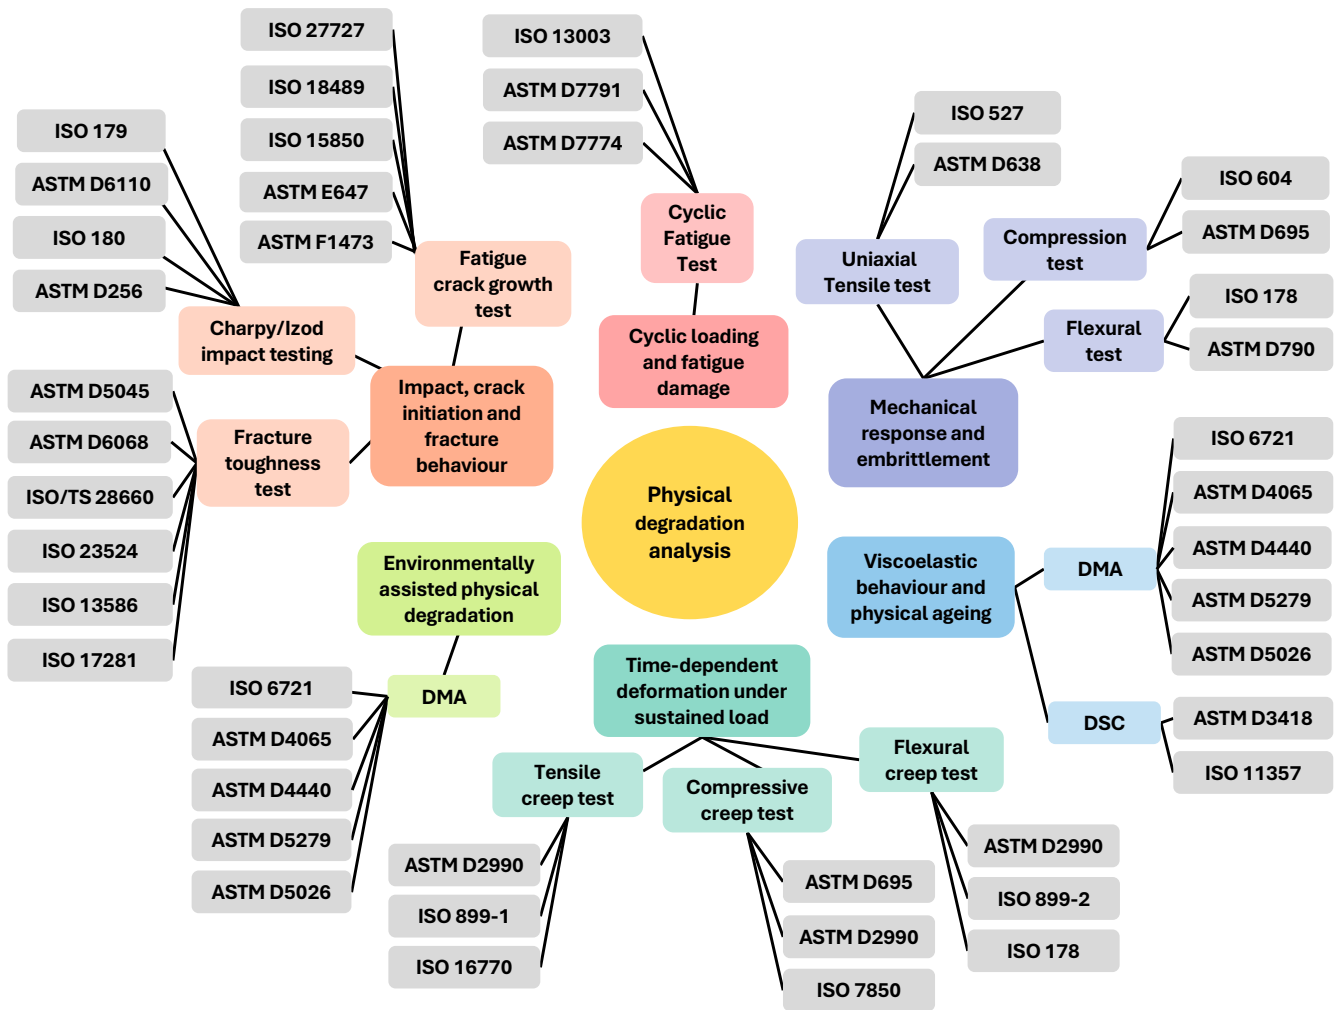 ISO 27727
ISO 18489
ISO 15850
ASTM E647
ASTM F1473
Fatigue
crack growth
test
ISO 179
ASTM D6110
ISO 180
ASTM D256
Charpy/Izod
impact testing
ASTM D5045
ASTM D6068
ISO/TS 28660
ISO 23524
ISO 13586
ISO 17281
Fracture
toughness
test
Impact, crack
initiation and
fracture
behaviour
ISO 13003
ASTM D7791
ASTM D7774
Cyclic
Fatigue
Test
Cyclic loading
and fatigue
damage
ISO 527
ASTM D638
Uniaxial
Tensile test
ISO 604
ASTM D695
Compression
test
ISO 178
ASTM D790
Flexural
test
Mechanical
response and
embrittlement
Physical
degradation
analysis
Viscoelastic
behaviour and
physical ageing
DMA
ISO 6721
ASTM D4065
ASTM D4440
ASTM D5279
ASTM D5026
DSC
ASTM D3418
ISO 11357
Environmentally
assisted physical
degradation
DMA
ISO 6721
ASTM D4065
ASTM D4440
ASTM D5279
ASTM D5026
Time-dependent
deformation under
sustained load
Tensile
creep test
ASTM D2990
ISO 899-1
ISO 16770
Compressive
creep test
ASTM D695
ASTM D2990
ISO 7850
Flexural
creep test
ASTM D2990
ISO 899-2
ISO 178